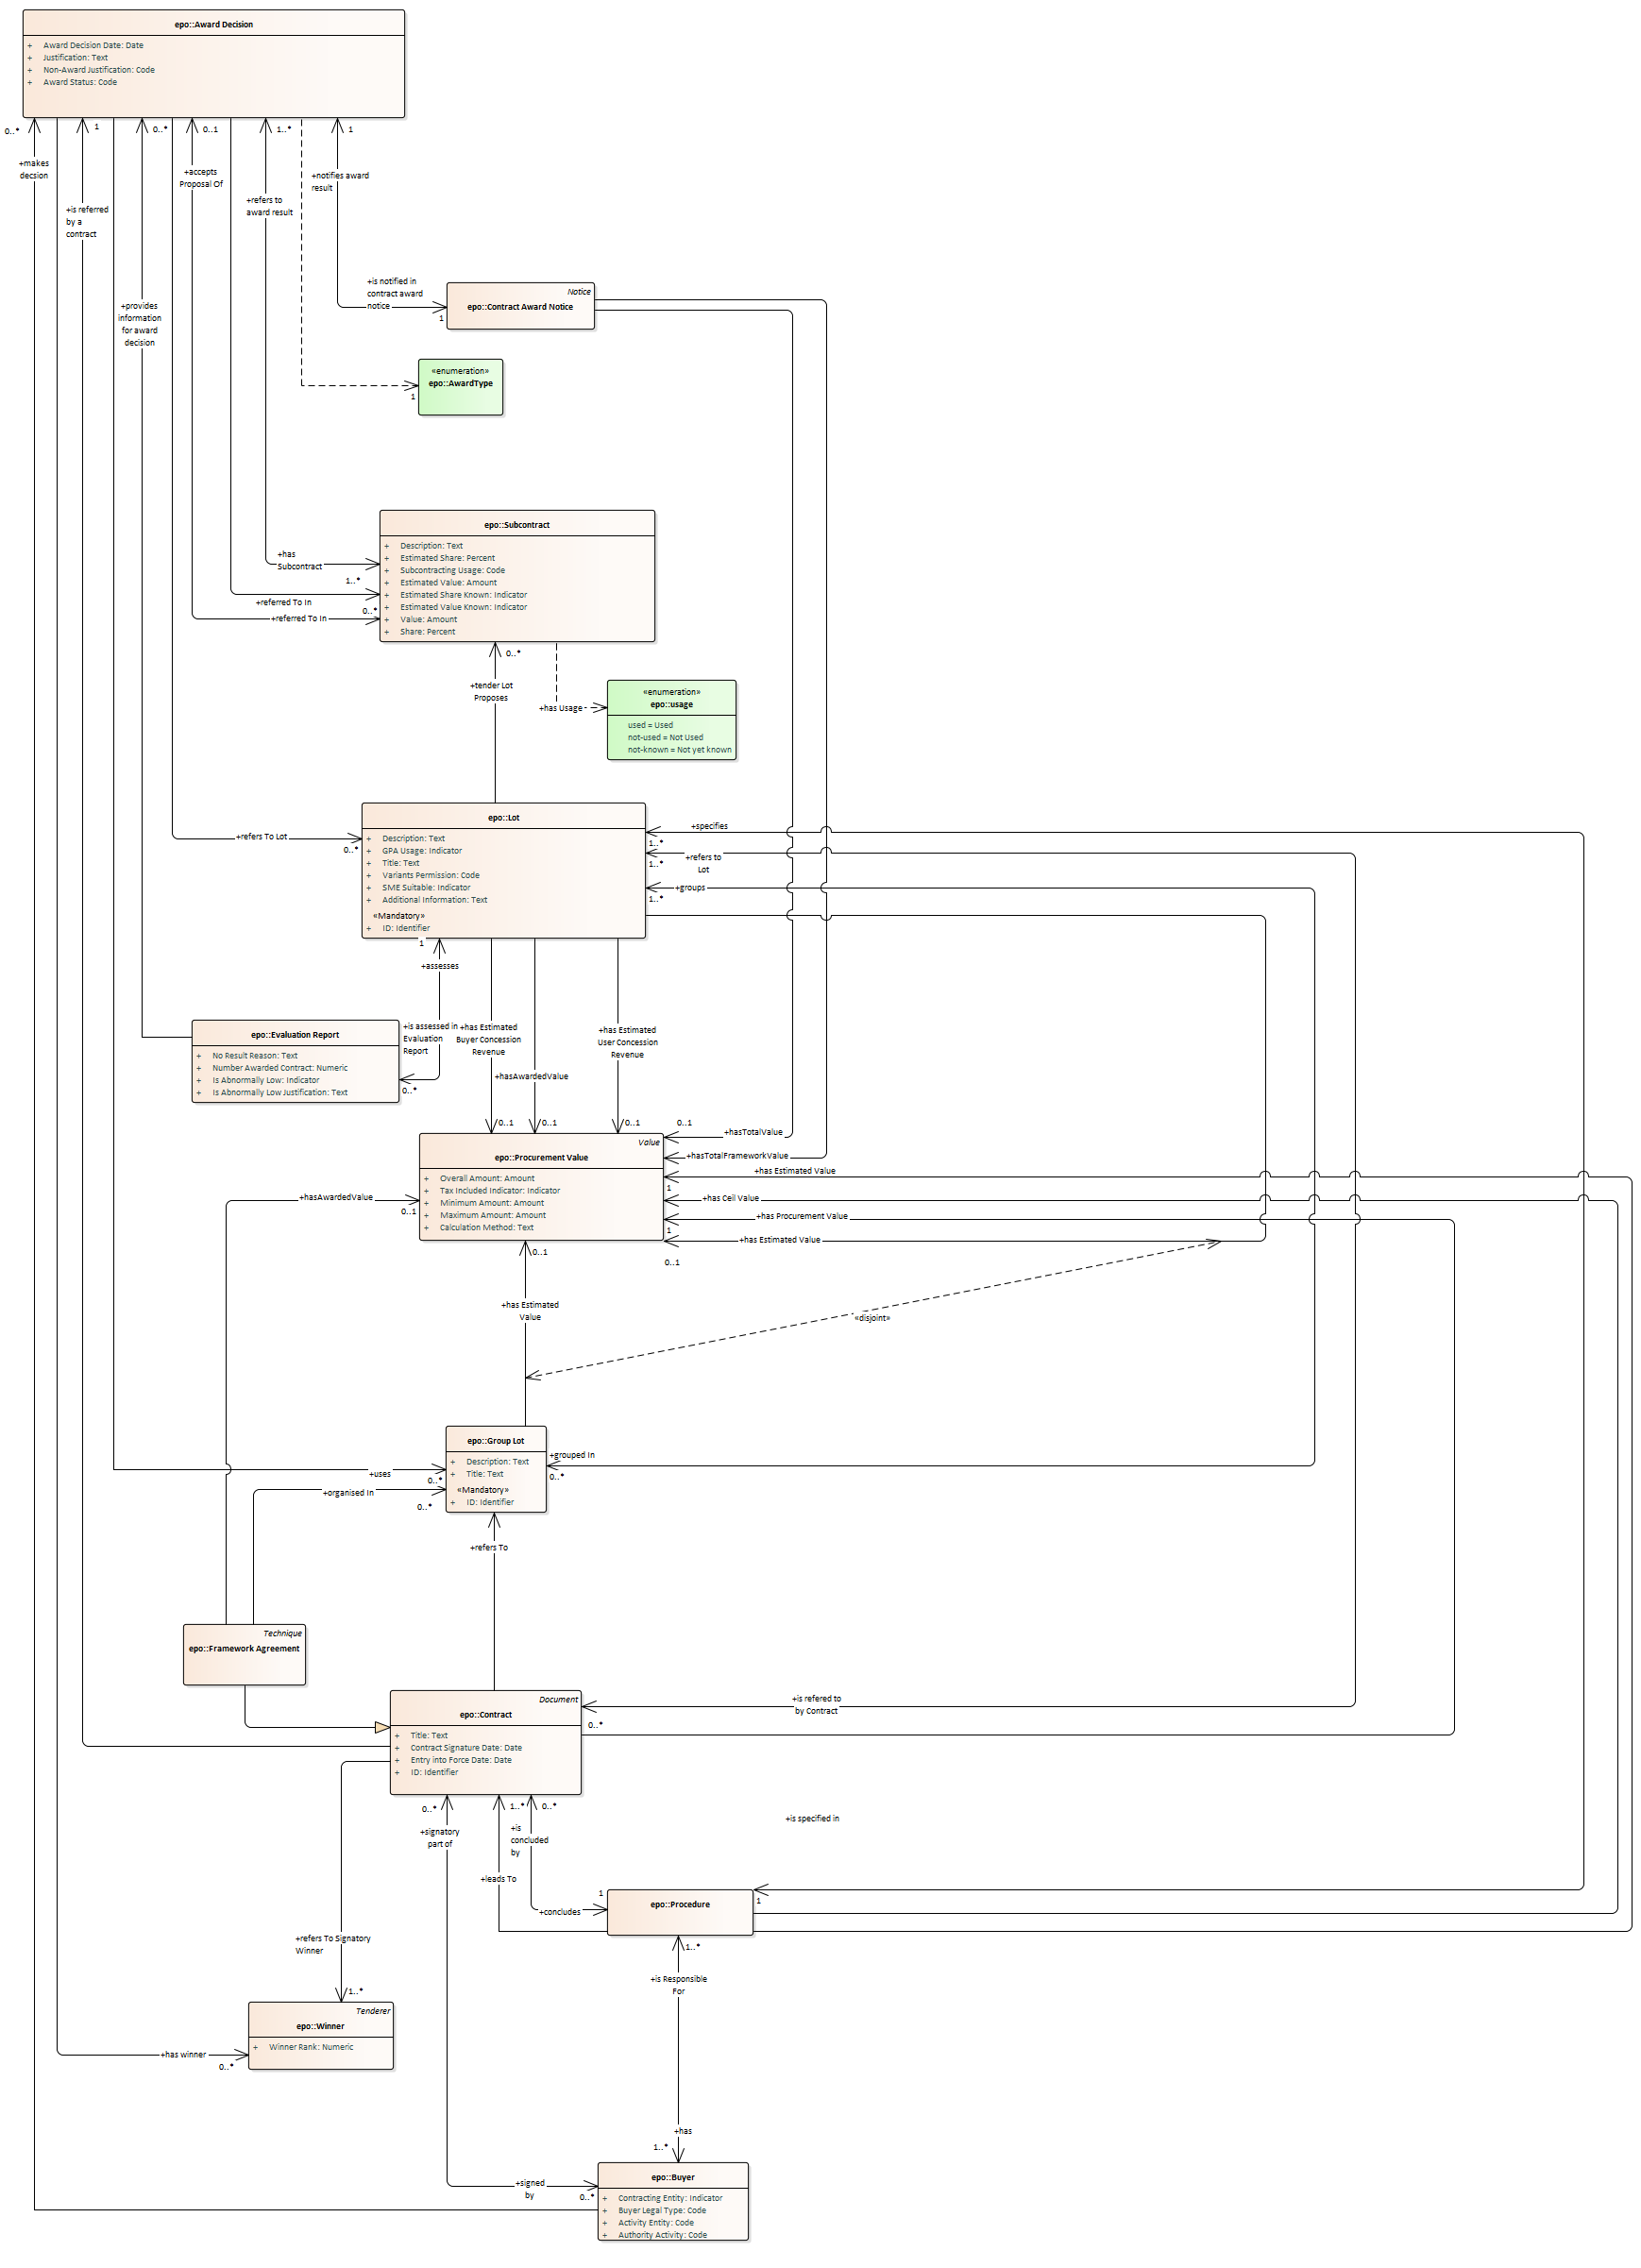 epo::Award Decision
+ Award Decision Date: Date
+ Justification: Text
+ Non-Award Justification: Code
+ Award Status: Code
0..*
1
0..*
0..1
1..*
1
+makes
decsion
+is referred
by a
contract
+provides
information
for award
decision
+accepts
Proposal Of
+refers to
award result
+notifies award
result
+is notified in
contract award
notice
1
Notice
epo::Contract Award Notice
«enumeration»
epo::AwardType
1
epo::Subcontract
+ Description: Text
+ Estimated Share: Percent
+ Subcontracting Usage: Code
+ Estimated Value: Amount
+ Estimated Share Known: Indicator
+ Estimated Value Known: Indicator
+ Value: Amount
+ Share: Percent
+has
Subcontract
1..*
+referred To In
0..*
+referred To In
0..*
+tender Lot
Proposes
+has Usage
«enumeration»
epo::usage
used = Used
not-used = Not Used
not-known = Not yet known
epo::Lot
+ Description: Text
+ GPA Usage: Indicator
+ Title: Text
+ Variants Permission: Code
+ SME Suitable: Indicator
+ Additional Information: Text
«Mandatory»
+ ID: Identifier
+refers To Lot
0..*
+specifies
1..*
+refers to
Lot
1..*
+groups
1..*
1
+assesses
+is assessed in
Evaluation
Report
0..*
epo::Evaluation Report
+ No Result Reason: Text
+ Number Awarded Contract: Numeric
+ Is Abnormally Low: Indicator
+ Is Abnormally Low Justification: Text
+has Estimated
Buyer Concession
Revenue
+hasAwardedValue
+has Estimated
User Concession
Revenue
0..1
0..1
0..1
0..1
+hasTotalValue
+hasTotalFrameworkValue
+has Estimated Value
1
+has Ceil Value
+has Procurement Value
1
+has Estimated Value
0..1
Value
epo::Procurement Value
+ Overall Amount: Amount
+ Tax Included Indicator: Indicator
+ Minimum Amount: Amount
+ Maximum Amount: Amount
+ Calculation Method: Text
+hasAwardedValue
0..1
0..1
+has Estimated
Value
«disjoint»
epo::Group Lot
+ Description: Text
+ Title: Text
«Mandatory»
+ ID: Identifier
+grouped In
0..*
+uses
0..*
+organised In
0..*
+refers To
Technique
epo::Framework Agreement
Document
epo::Contract
+ Title: Text
+ Contract Signature Date: Date
+ Entry into Force Date: Date
+ ID: Identifier
+is refered to
by Contract
0..*
0..*
1..*
0..*
+signatory
part of
+is
concluded
by
+leads To
+is specified in
1
+concludes
epo::Procedure
1
+refers To Signatory
Winner
1..*
1..*
+is Responsible
For
Tenderer
epo::Winner
+ Winner Rank: Numeric
+has winner
0..*
+has
1..*
+signed
by
0..*
epo::Buyer
+ Contracting Entity: Indicator
+ Buyer Legal Type: Code
+ Activity Entity: Code
+ Authority Activity: Code